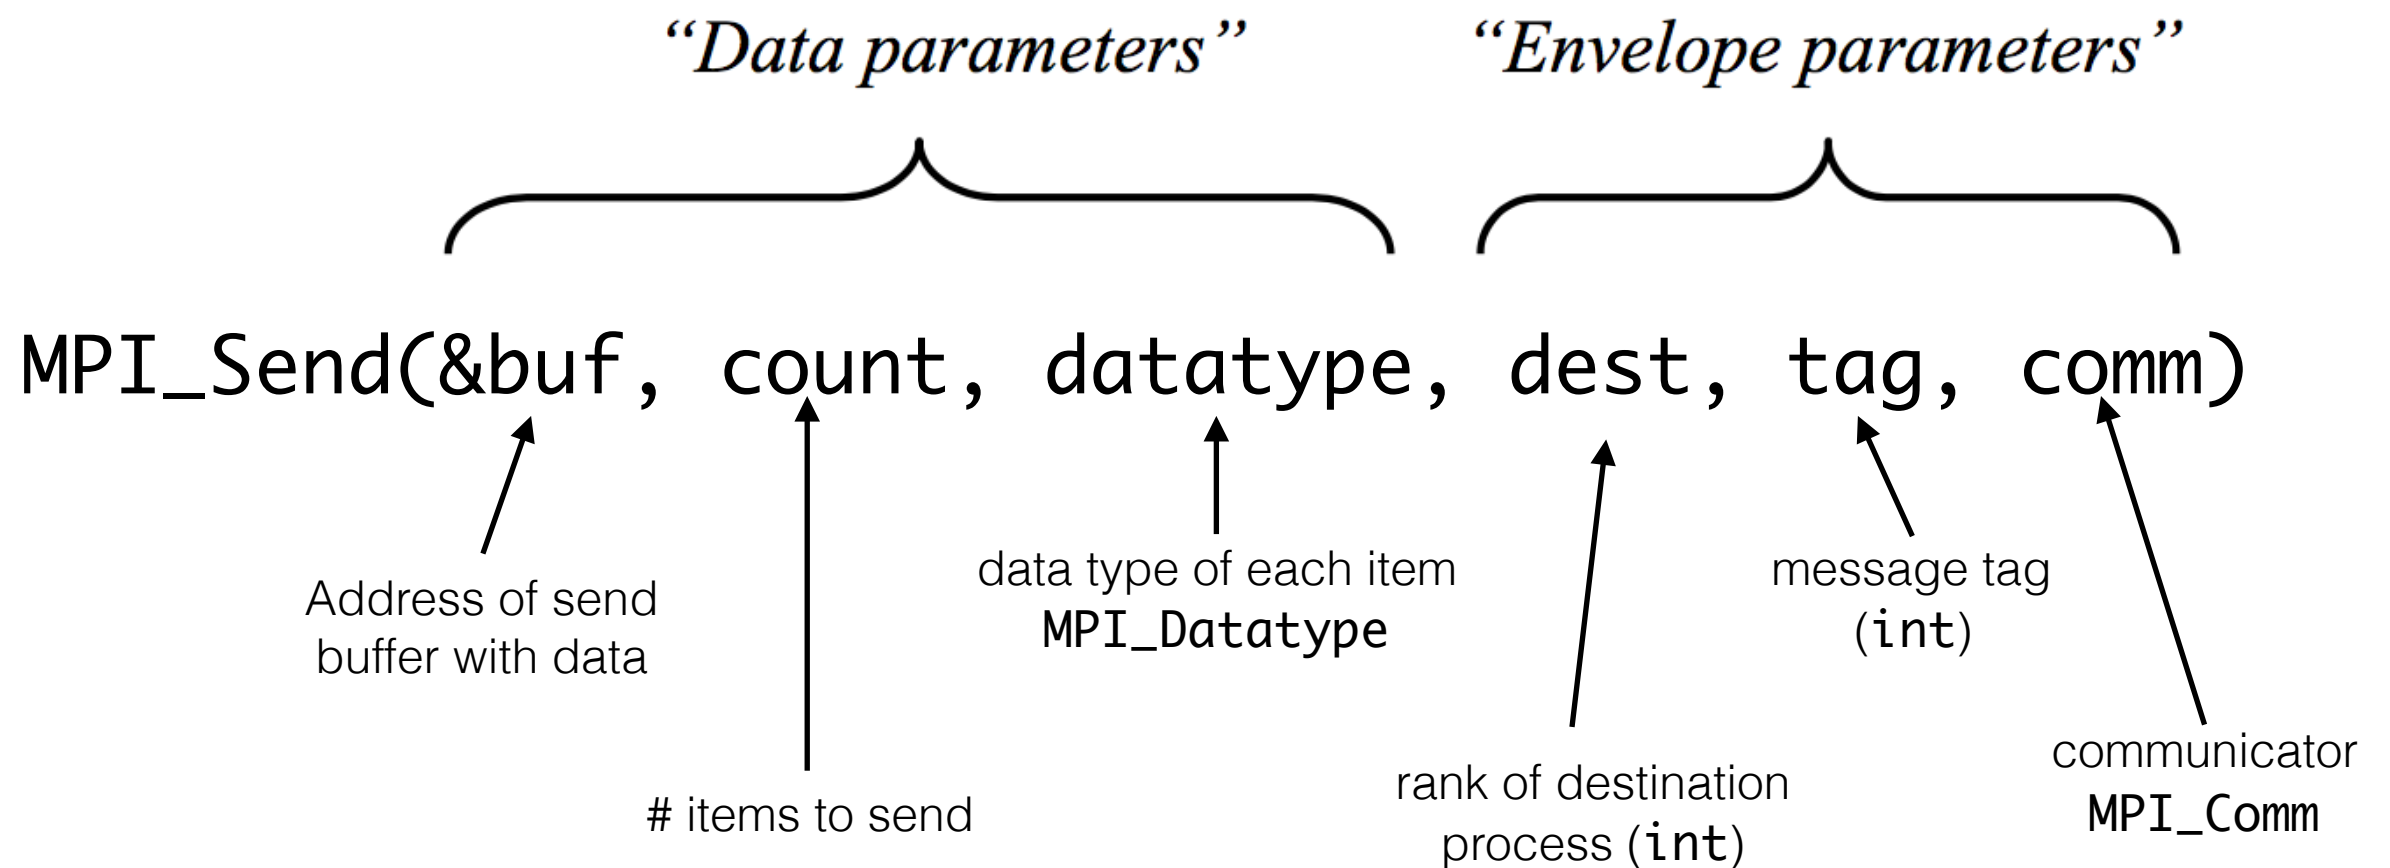 “Data parameters” “Envelope parameters”
MPI_Send(&buf, count, datatype, dest, tag, comm)
Address of send
buffer with data
# items to send
data type of each item
MPI_Datatype
rank of destination
process (int)
message tag
(int)
communicator
MPI_Comm